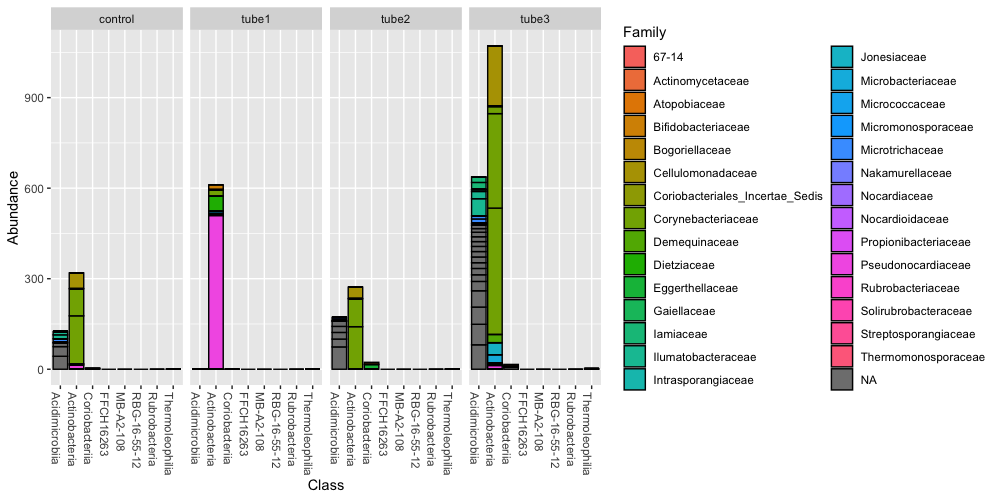 control
tube1
tube2
tube3
Abundance
900
600
300
0
Acidimicrobiia
Actinobacteria
Coriobacteriia
FFCH16263
MB-A2-108
RBG-16-55-12
Rubrobacteria
Thermoleophilia
Acidimicrobiia
Actinobacteria
Coriobacteriia
FFCH16263
MB-A2-108
RBG-16-55-12
Rubrobacteria
Thermoleophilia
Acidimicrobiia
Actinobacteria
Coriobacteriia
FFCH16263
MB-A2-108
RBG-16-55-12
Rubrobacteria
Thermoleophilia
Acidimicrobiia
Actinobacteria
Coriobacteriia
FFCH16263
MB-A2-108
RBG-16-55-12
Rubrobacteria
Thermoleophilia
Class
Family
67-14
Actinomycetaceae
Atopobiaceae
Bifidobacteriaceae
Bogoriellaceae
Cellulomonadaceae
Coriobacteriales_Incertae_Sedis
Corynebacteriaceae
Demequinaceae
Dietziaceae
Eggerthellaceae
Gaiellaceae
Iamiaceae
Ilumatobacteraceae
Intrasporangiaceae
Jonesiaceae
Microbacteriaceae
Micrococcaceae
Micromonosporaceae
Microtrichaceae
Nakamurellaceae
Nocardiaceae
Nocardioidaceae
Propionibacteriaceae
Pseudonocardiaceae
Rubrobacteriaceae
Solirubrobacteraceae
Streptosporangiaceae
Thermomonosporaceae
NA